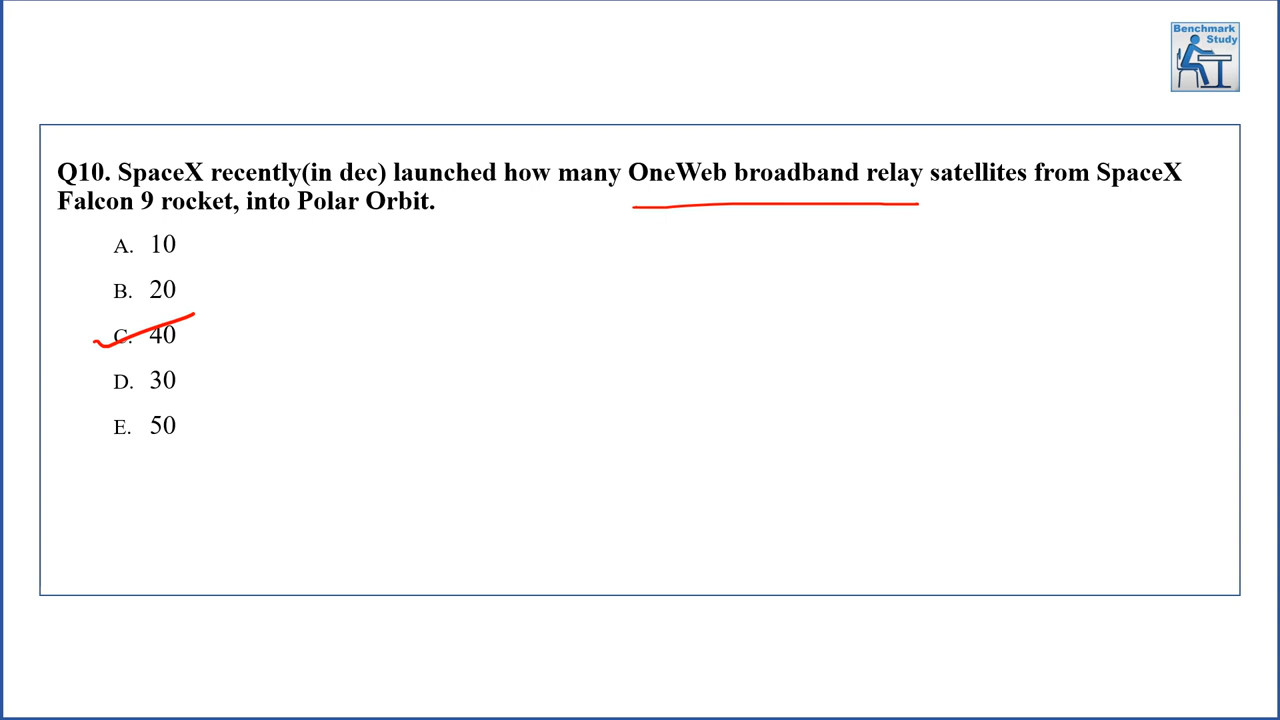 Benchmark
Study
Q10. SpaceX recently(in dec) launched how many OneWeb broadband relay satellites from SpaceX
Falcon 9 rocket, into Polar Orbit.
A. 10
B. 20
C. 40
D. 30
E. 50